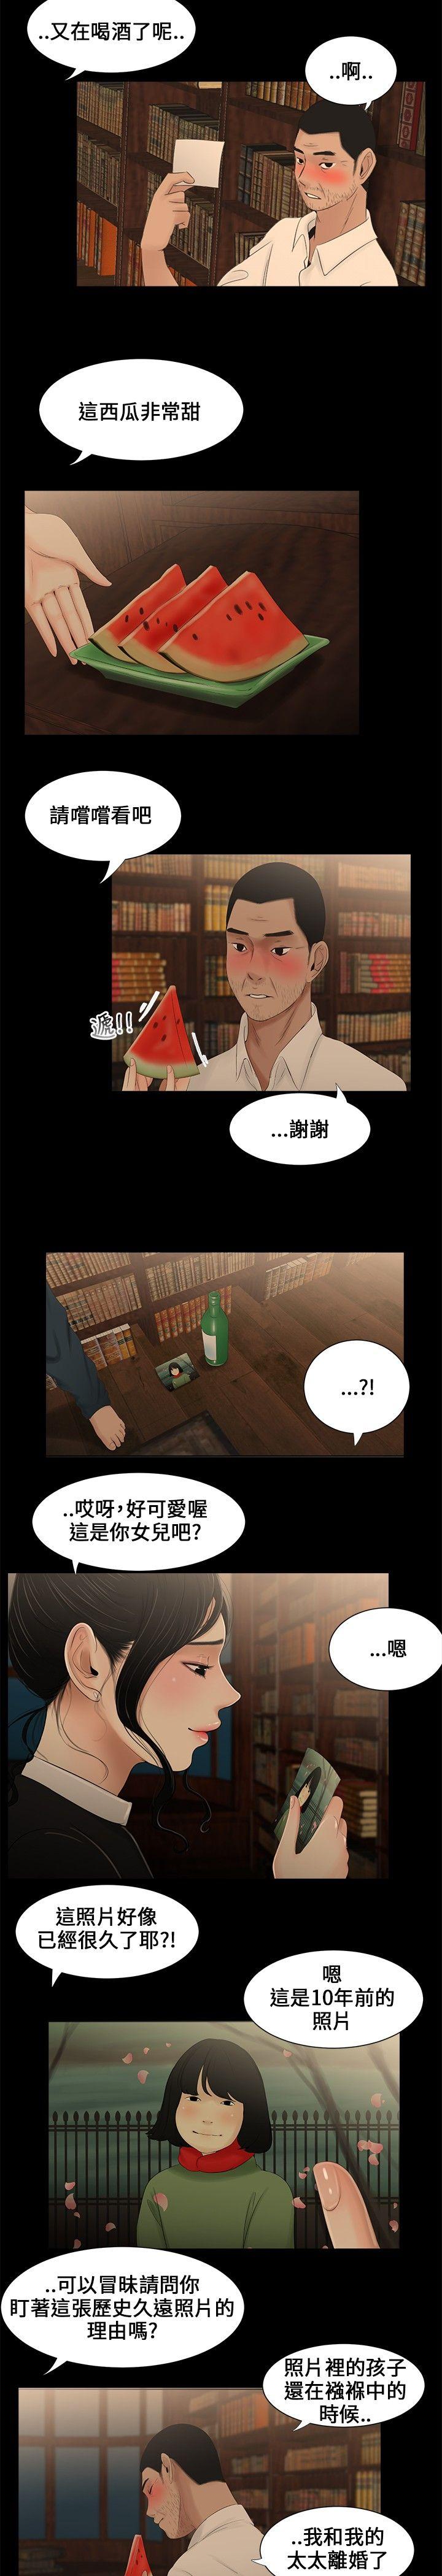 ..又在喝酒了呢..
..啊..
這西瓜非常甜
請嚐嚐看吧
遞!!
...謝謝
...?!
..哎呀,好可愛喔
這是你女兒吧?
...嗯
這照片好像
已經很久了耶?!
嗯
這是10年前的
照片
..可以冒昧請問你
盯著這張歷史久遠照片的
理由嗎?
照片裡的孩子
還在襁褓中的
時候..
..我和我的
太太離婚了